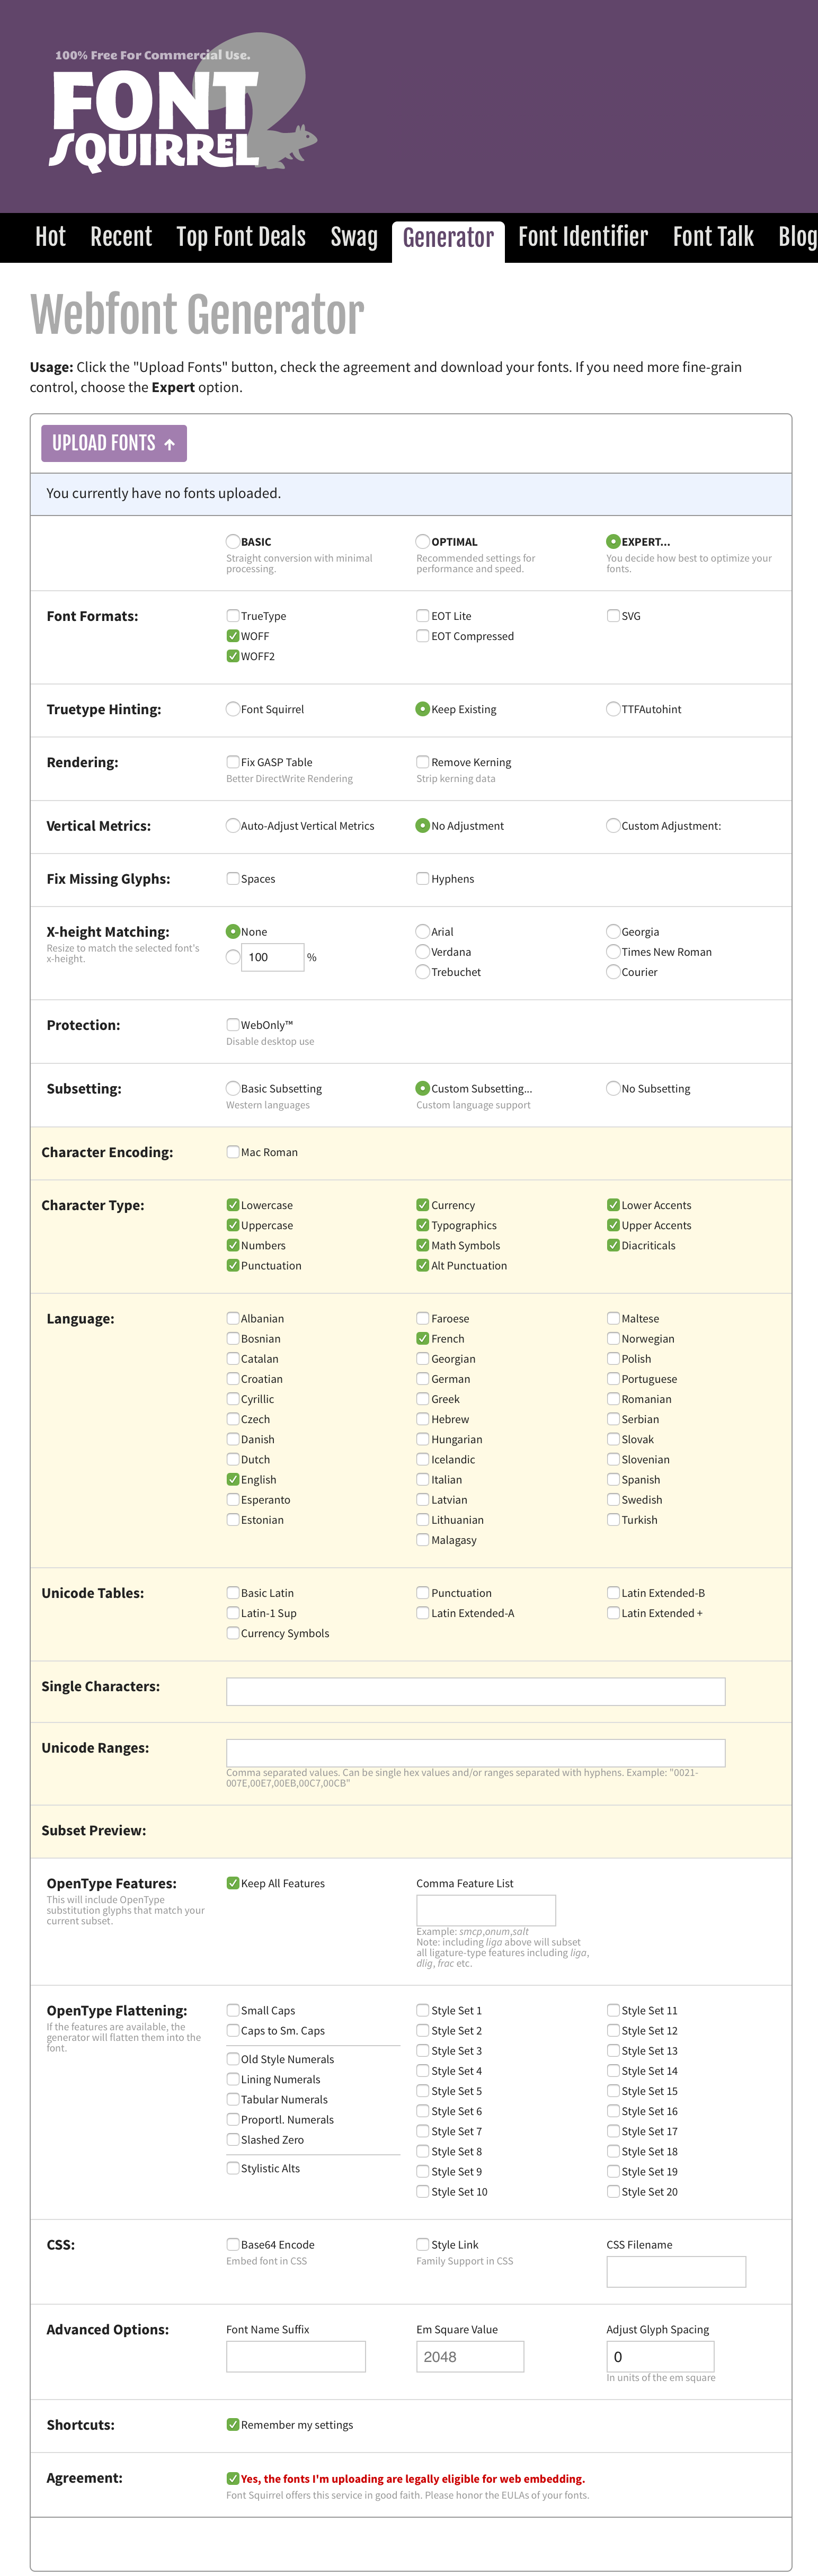 100% Free For Commercial Use.
FONT
SQUIRREL
Hot Recent Top Font Deals Swag Generator Font Identifier Font Talk Blog
Webfont Generator
Usage: Click the "Upload Fonts" button, check the agreement and download your fonts. If you need more fine-grain
control, choose the Expert option.
UPLOAD FONTS
You currently have no fonts uploaded.
BASIC OPTIMAL EXPERT...
Straight conversion with minimal Recommended settings for You decide how best to optimize your
processing. performance and speed. fonts.
Font Formats: TrueType EOT Lite SVG
WOFF EOT Compressed
WOFF2
Truetype Hinting: Font Squirrel Keep Existing TTFAutohint
Rendering: Fix GASP Table Remove Kerning
Better DirectWrite Rendering Strip kerning data
Vertical Metrics: Auto-Adjust Vertical Metrics No Adjustment Custom Adjustment:
Fix Missing Glyphs: Spaces Hyphens
X-height Matching: None Arial Georgia
Resize to match the selected font's
x-height.
100 % Verdana Times New Roman
Trebuchet Courier
Protection: WebOnly™
Disable desktop use
Subsetting: Basic Subsetting Custom Subsetting... No Subsetting
Western languages Custom language support
Character Encoding: Mac Roman
Character Type: Lowercase Currency Lower Accents
Uppercase Typographics Upper Accents
Numbers Math Symbols Diacriticals
Punctuation Alt Punctuation
Language: Albanian Faroese Maltese
Bosnian French Norwegian
Catalan Georgian Polish
Croatian German Portuguese
Cyrillic Greek Romanian
Czech Hebrew Serbian
Danish Hungarian Slovak
Dutch Icelandic Slovenian
English Italian Spanish
Esperanto Latvian Swedish
Estonian Lithuanian Turkish
Malagasy
Unicode Tables: Basic Latin Punctuation Latin Extended-B
Latin-1 Sup Latin Extended-A Latin Extended +
Currency Symbols
Single Characters:
Unicode Ranges:
Comma separated values. Can be single hex values and/or ranges separated with hyphens. Example: "0021-
007E,00E7,00EB,00C7,00CB"
Subset Preview:
OpenType Features: Keep All Features Comma Feature List
This will include OpenType
substitution glyphs that match your
current subset.
Example: smcp,onum,salt
Note: including liga above will subset
all ligature-type features including liga,
dlig, frac etc.
OpenType Flattening: Small Caps Style Set 1 Style Set 11
If the features are available, the
generator will flatten them into the
font.
Caps to Sm. Caps Style Set 2 Style Set 12
Style Set 3 Style Set 13
Old Style Numerals Style Set 4 Style Set 14
Lining Numerals Style Set 5 Style Set 15
Tabular Numerals Style Set 6 Style Set 16
Proportl. Numerals Style Set 7 Style Set 17
Slashed Zero Style Set 8 Style Set 18
Stylistic Alts Style Set 9 Style Set 19
Style Set 10 Style Set 20
CSS: Base64 Encode Style Link CSS Filename
Embed font in CSS Family Support in CSS
Advanced Options: Font Name Suffix Em Square Value Adjust Glyph Spacing
2048 0
In units of the em square
Shortcuts: Remember my settings
Agreement: Yes, the fonts I'm uploading are legally eligible for web embedding.
Font Squirrel offers this service in good faith. Please honor the EULAs of your fonts.